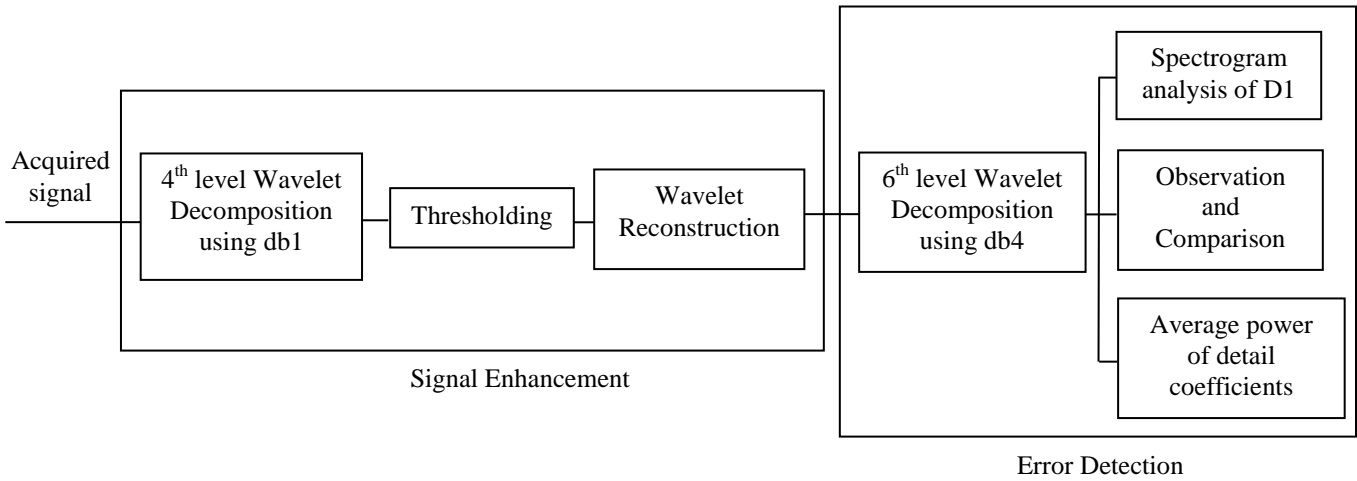 Acquired
signal
4th level Wavelet
Decomposition
using db1
Thresholding
Wavelet
Reconstruction
Signal Enhancement
6th level Wavelet
Decomposition
using db4
Spectrogram
analysis of D1
Observation
and
Comparison
Average power
of detail
coefficients
Error Detection